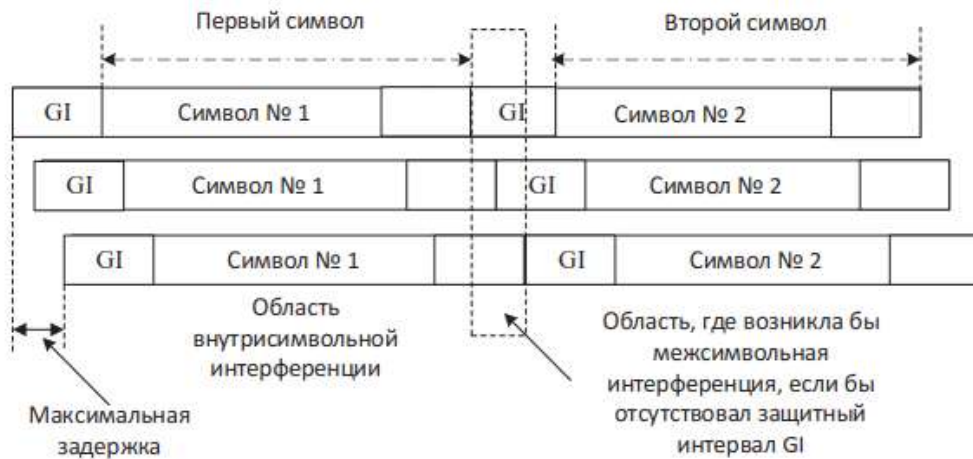 Первый символ
Второй символ
GI Символ № 1 GI Символ № 2
GI Символ № 1 GI Символ № 2
GI Символ № 1 GI Символ № 2
Область
внутрисимвольной
интерференции
Область, где возникла бы
межсимвольная
интерференция, если бы
отсутствовал защитный
интервал GI
Максимальная
задержка